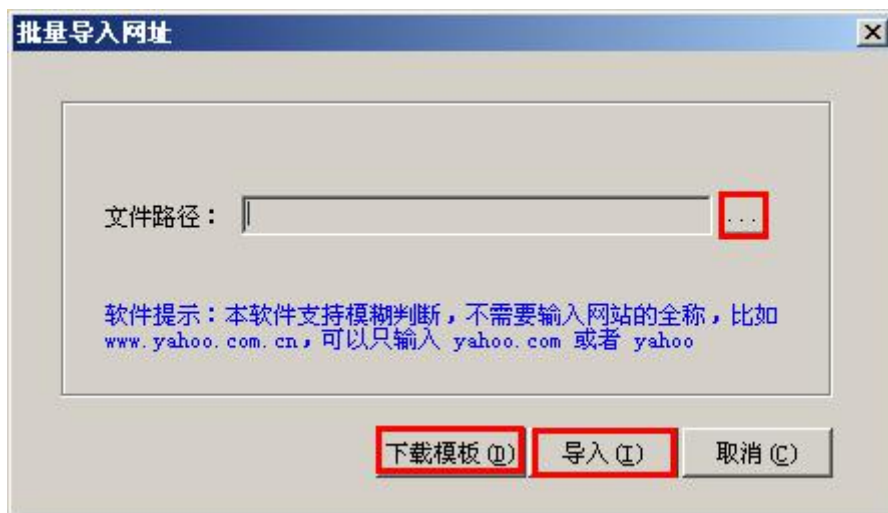 批量导入网址
文件路径：
...
软件提示：本软件支持模糊判断，不需要输入网站的全称，比如
www.yahoo.com.cn，可以只输入 yahoo.com 或者 yahoo
下载模板(D) 导入(I) 取消(C)